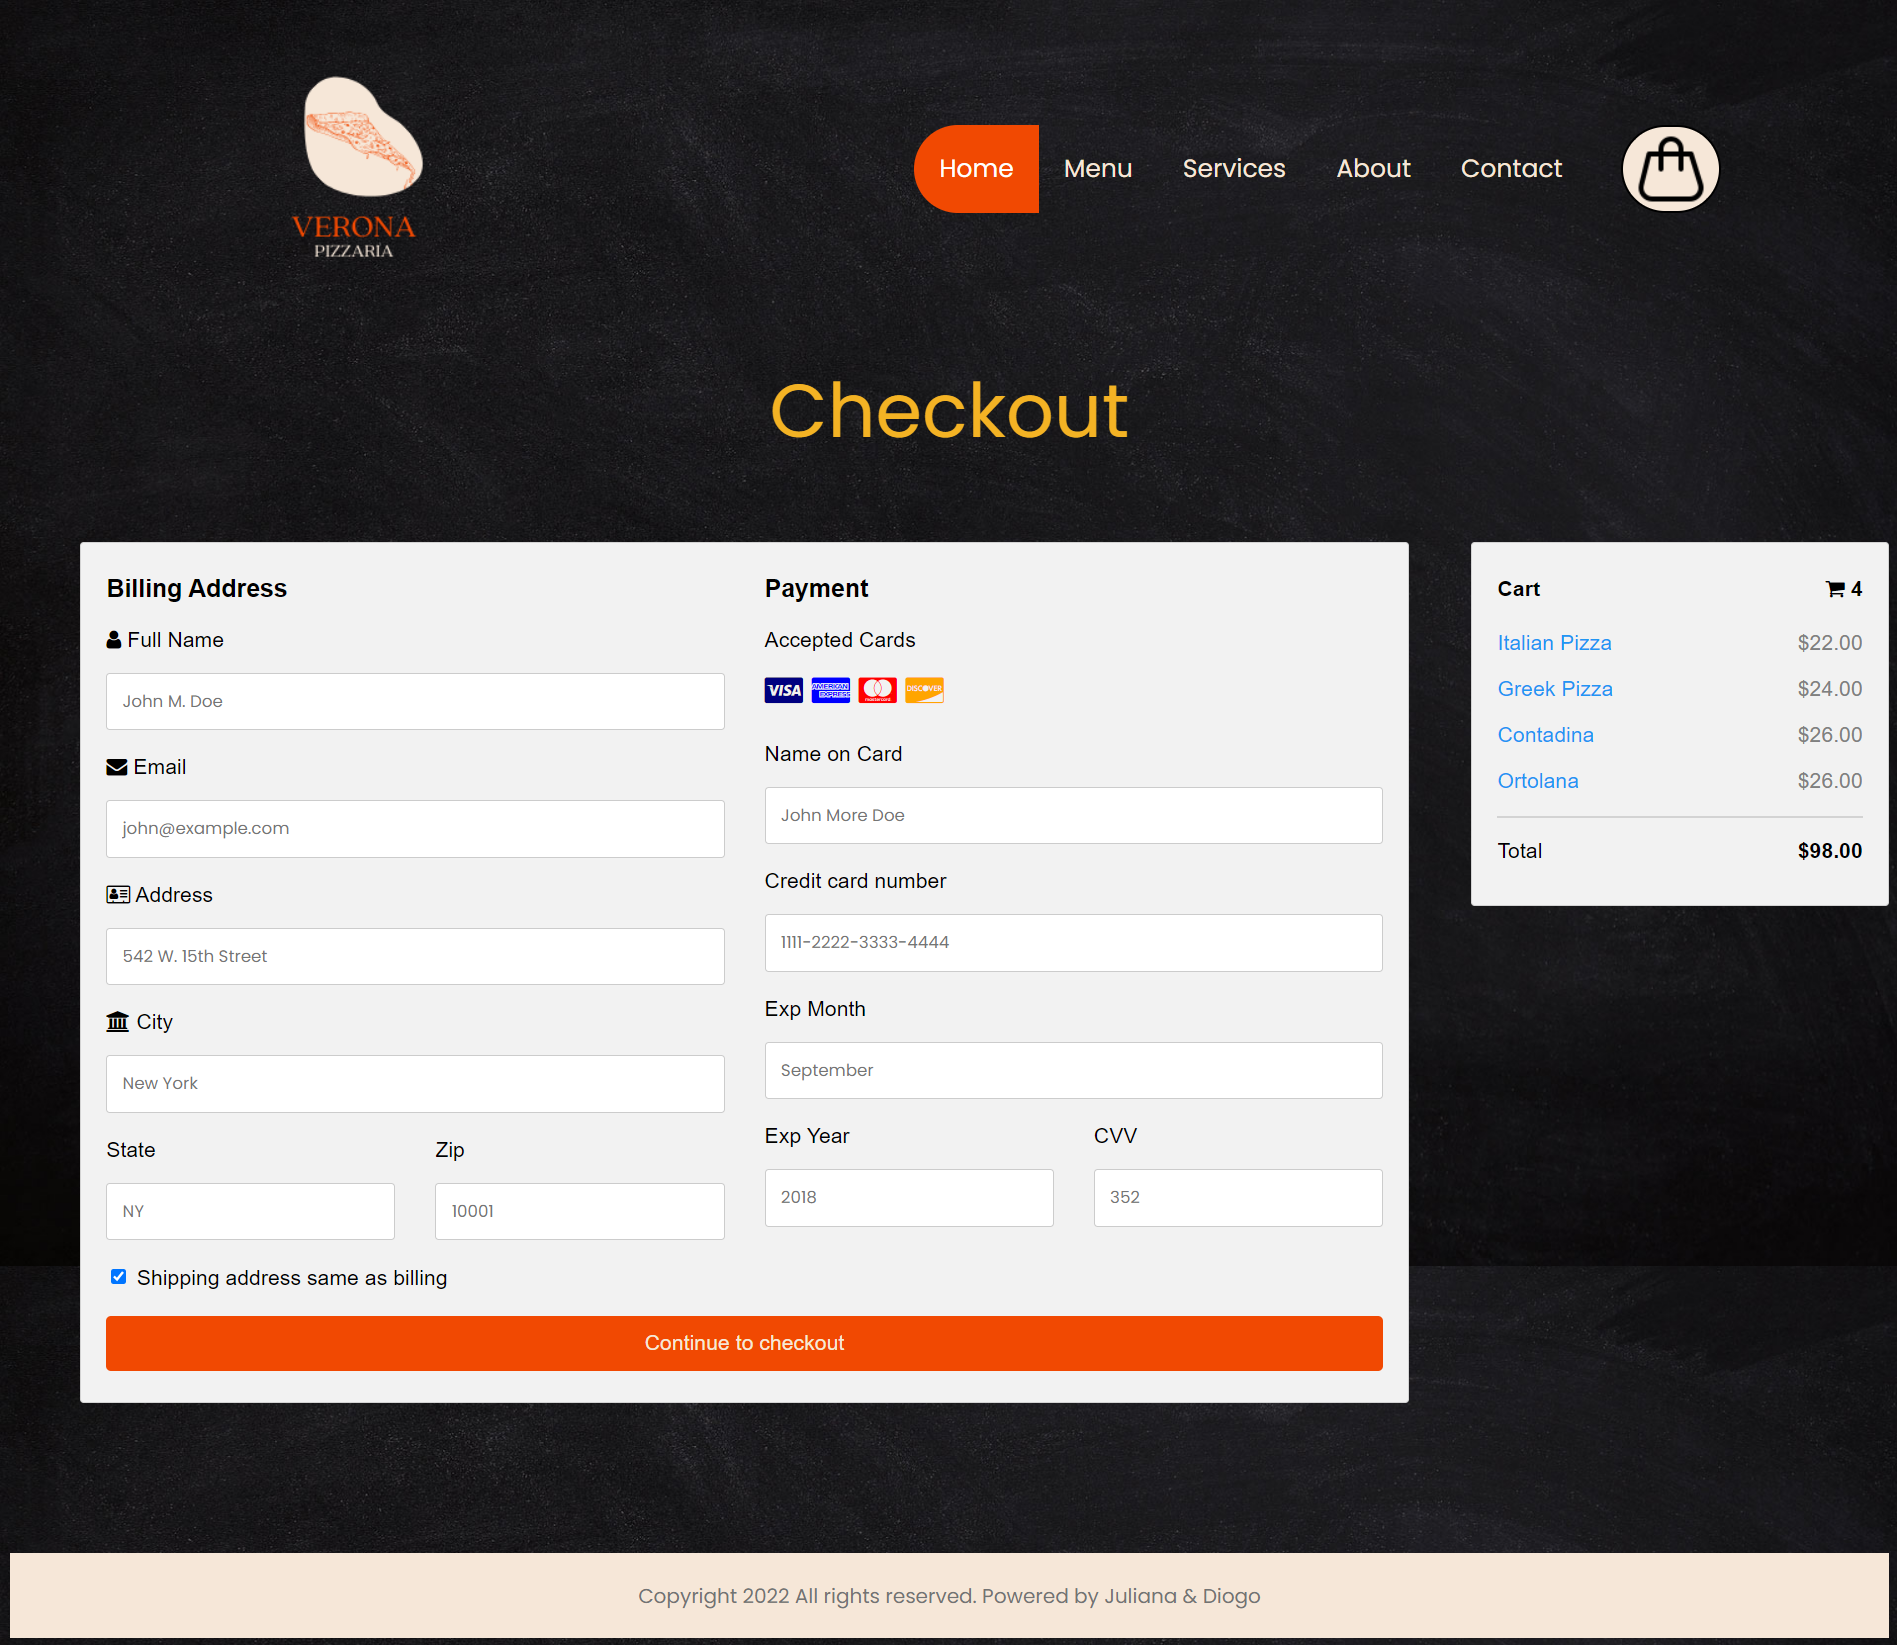 VERONA
PIZZARÍA
Home Menu Services About Contact
Checkout
Billing Address
Full Name
John M. Doe
Email
john@example.com
Address
542 W. 15th Street
City
New York
State Zip
NY 10001
Shipping address same as billing
Payment
Accepted Cards
VISA AMERICAN EXPRESS mastercard DISCOVER
Name on Card
John More Doe
Credit card number
1111-2222-3333-4444
Exp Month
September
Exp Year CVV
2018 352
Continue to checkout
Cart 4
Italian Pizza $22.00
Greek Pizza $24.00
Contadina $26.00
Ortolana $26.00
Total $98.00
Copyright 2022 All rights reserved. Powered by Juliana & Diogo